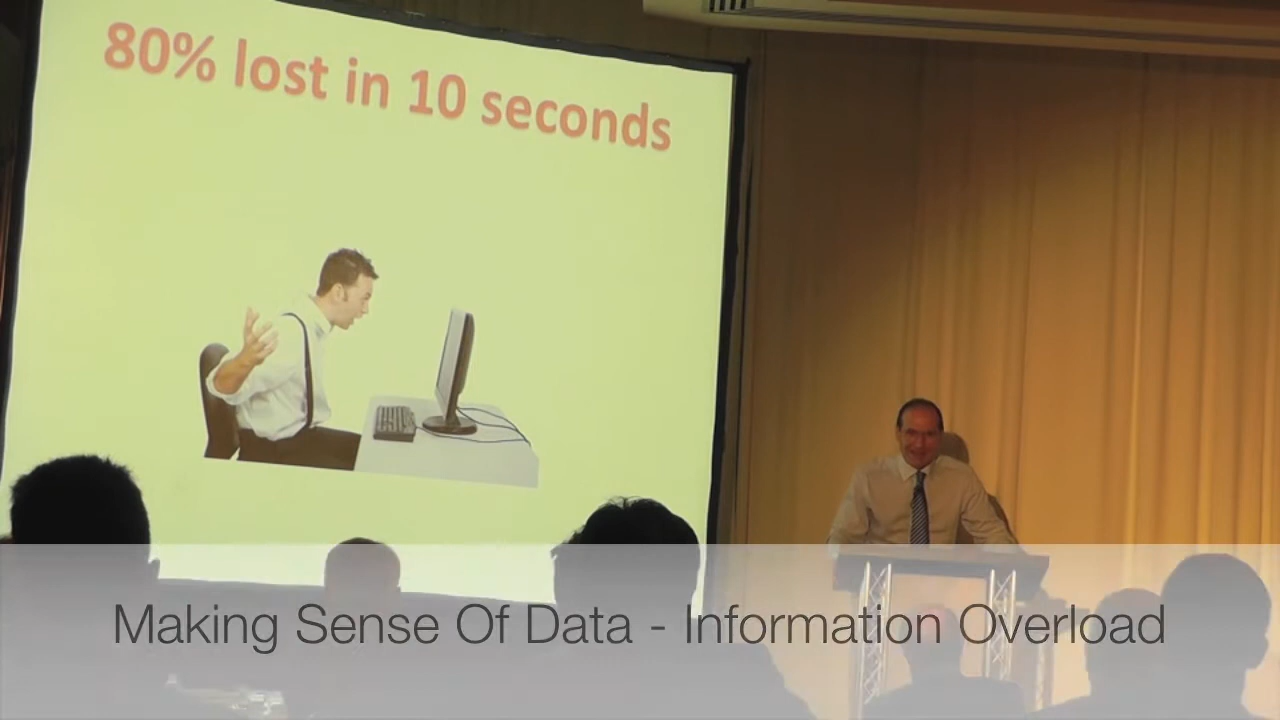 80% lost in 10 seconds
Making Sense Of Data - Information Overload